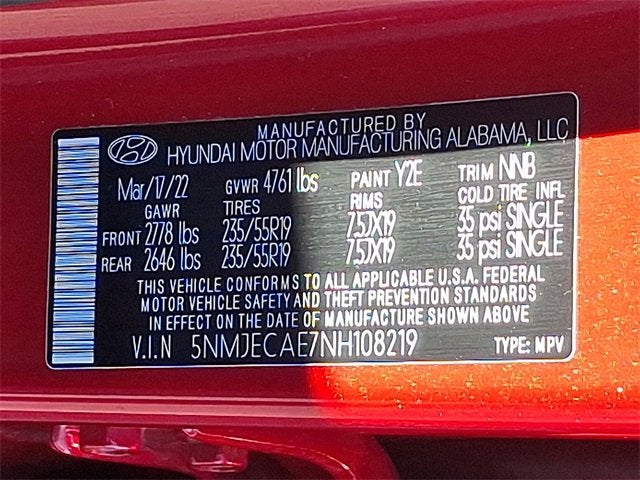 MANUFACTURED BY
HYUNDAI MOTOR MANUFACTURING ALABAMA, LLC
Mar/17/22 GVWR 4761 lbs PAINT Y2E TRIM NNB
GAWR TIRES RIMS COLD TIRE INFL
FRONT 2778 lbs 235/55R19 7.5JX19 35 psi SINGLE
REAR 2646 lbs 235/55R19 7.5JX19 35 psi SINGLE
THIS VEHICLE CONFORMS TO ALL APPLICABLE U.S.A. FEDERAL
MOTOR VEHICLE SAFETY AND THEFT PREVENTION STANDARDS
IN EFFECT ON THE DATE OF MANUFACTURE SHOWN ABOVE
V.I.N 5NMJECAE7NH108219 TYPE: MPV